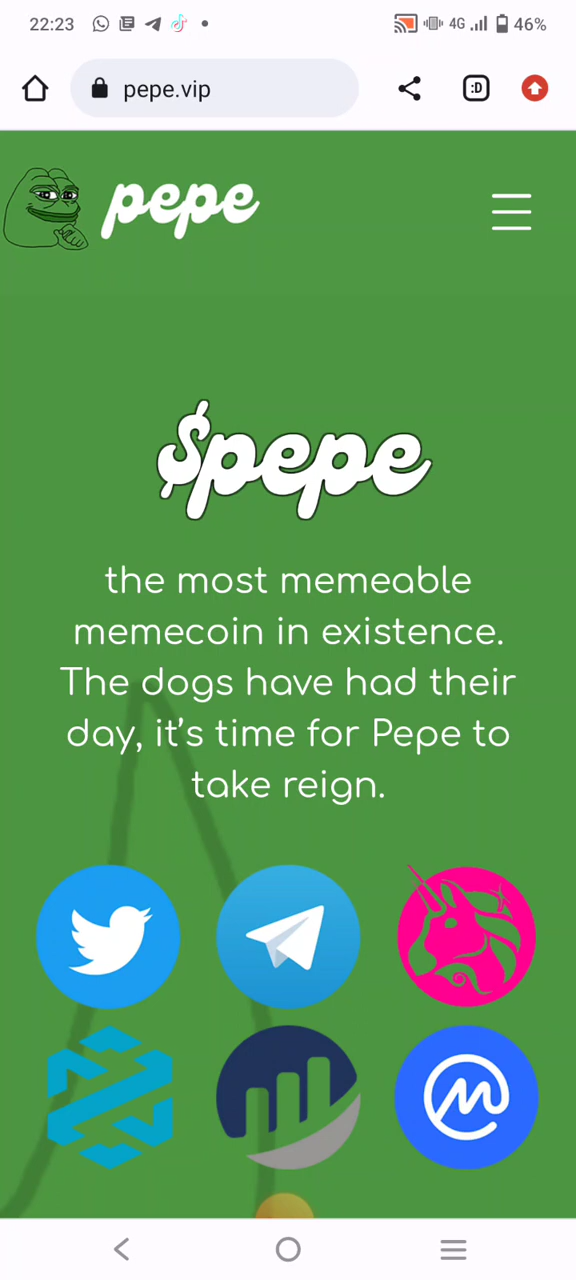 22:23
4G
46%
pepe.vip
:D
pepe
$pepe
the most memeable
memecoin in existence.
The dogs have had their
day, it's time for Pepe to
take reign.